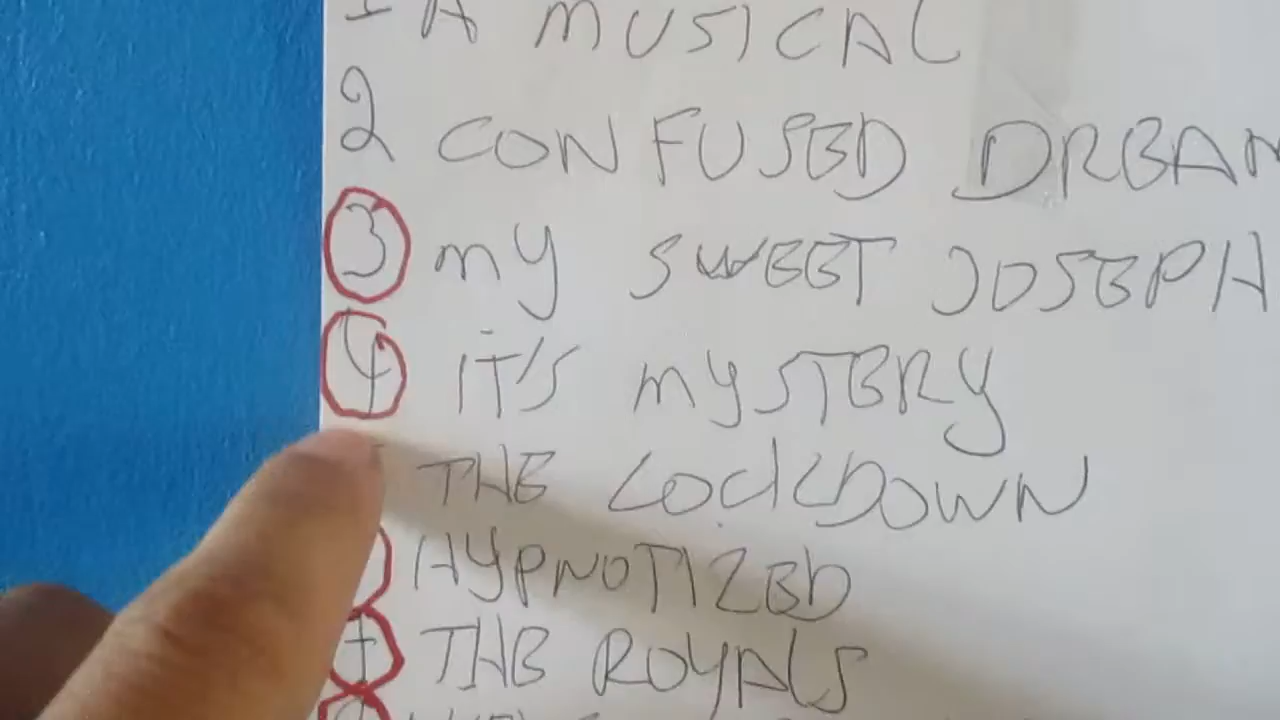 1 A MUSICAL
2 CONFUSED DREAM
3 MY SWEET JOSEPH
4 IT'S MYSTERY
THE LOCKDOWN
HYPNOTIZED
7 THE ROYALS